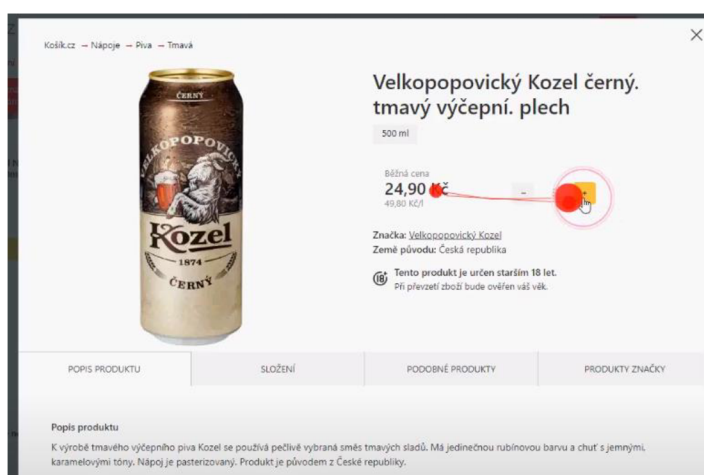 Košík.cz → Nápoje → Piva → Tmavá
Velkopopovický Kozel černý.
tmavý výčepní. plech
500 ml
Běžná cena
24,90 Kč
49,80 Kč/l
-
+
Značka: Velkopopovický Kozel
Země původu: Česká republika
18
Tento produkt je určen starším 18 let.
Při převzetí zboží bude ověřen váš věk.
ČERNÝ
VELKOPOPOVICKÝ
Kozel
1874
ČERNÝ
POPIS PRODUKTU
SLOŽENÍ
PODOBNÉ PRODUKTY
PRODUKTY ZNAČKY
Popis produktu
K výrobě tmavého výčepního piva Kozel se používá pečlivě vybraná směs tmavých sladů. Má jedinečnou rubínovou barvu a chuť s jemnými,
karamelovými tóny. Nápoj je pasterizovaný. Produkt je původem z České republiky.